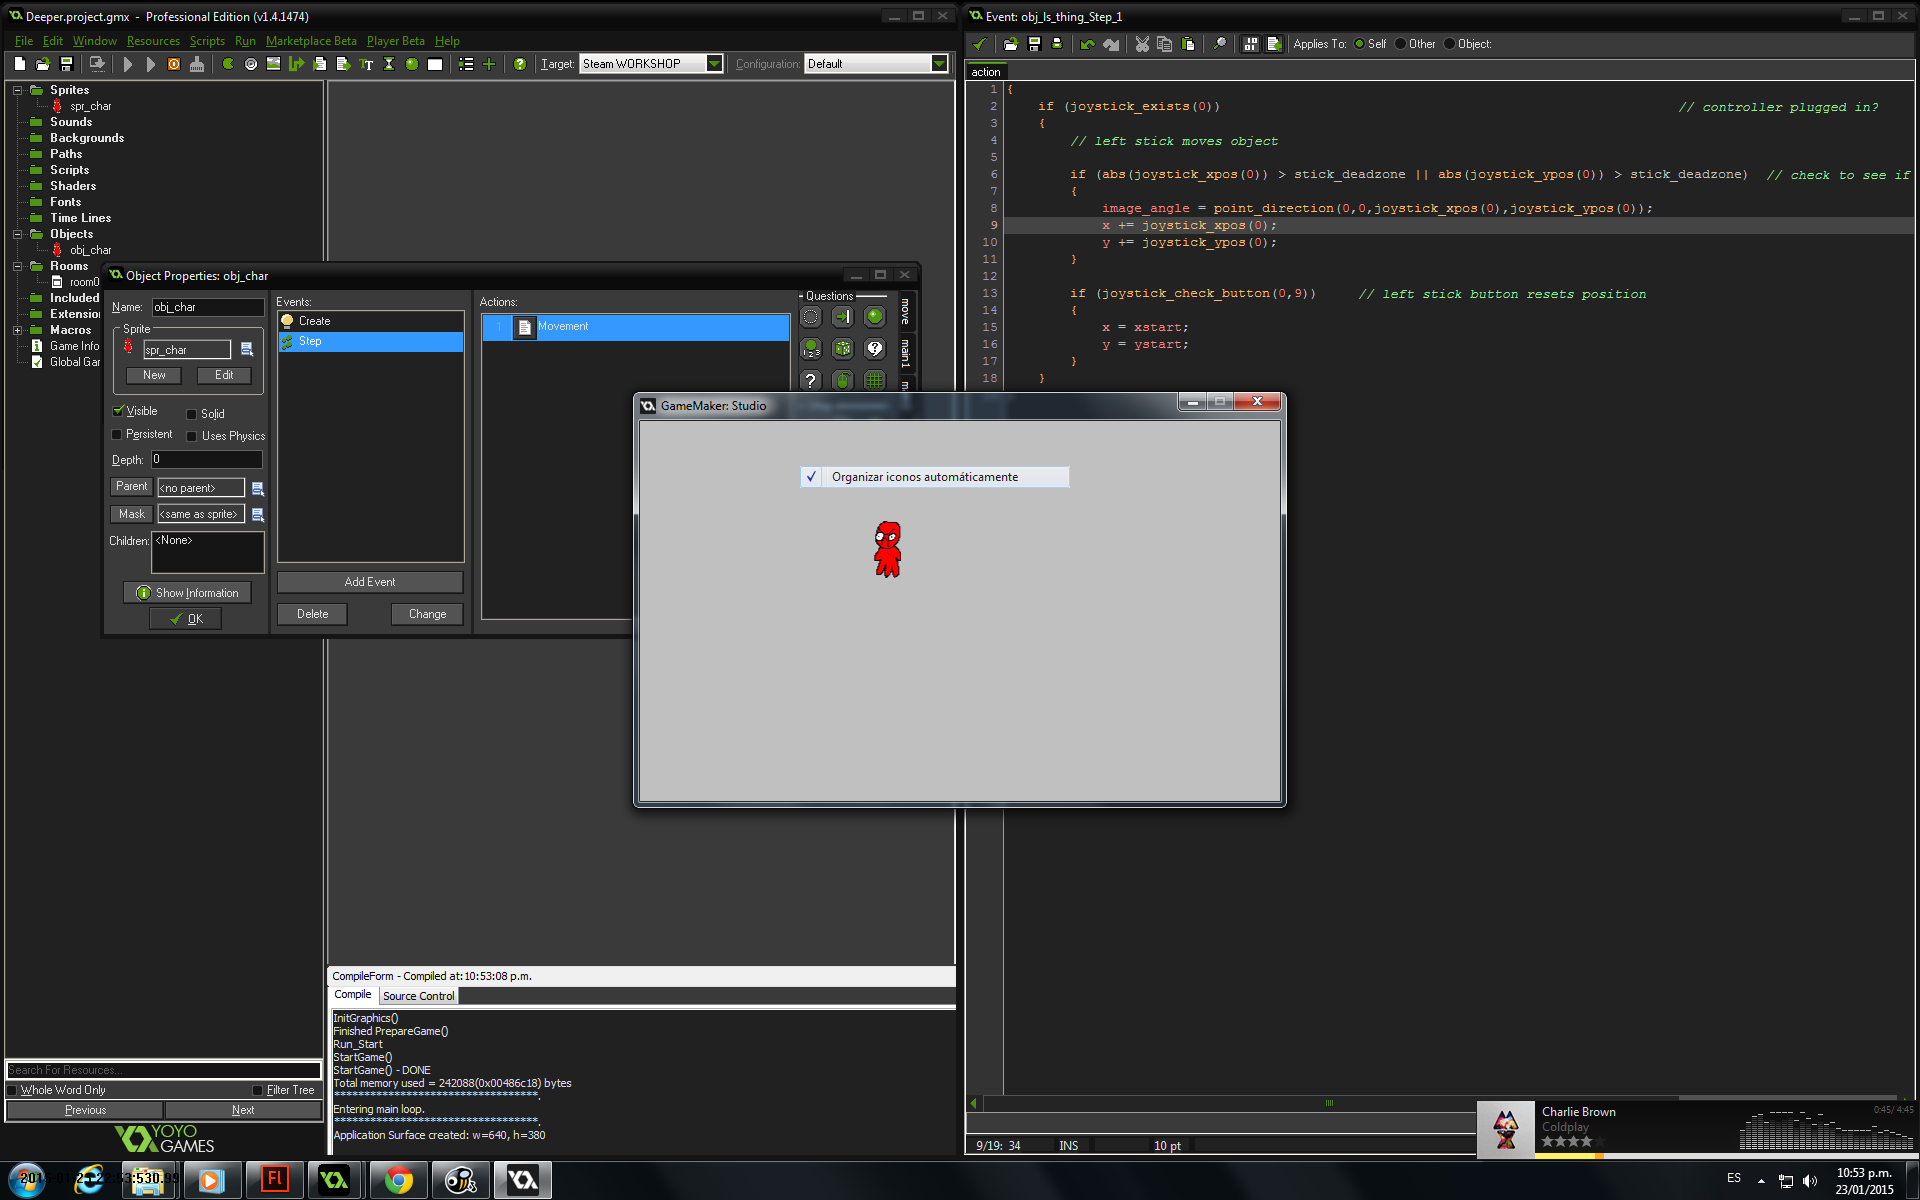 Deeper.project.gmx - Professional Edition (v1.4.1474)
File Edit Window Resources Scripts Run Marketplace Beta Player Beta Help
Target: Steam WORKSHOP Configuration: Default
Sprites
spr_char
Sounds
Backgrounds
Paths
Scripts
Shaders
Fonts
Time Lines
Objects
obj_char
Rooms
room0
Included
Extension
Macros
Game Info
Global Gar
Object Properties: obj_char
Name: obj_char
Sprite
spr_char
New Edit
Visible Solid
Persistent Uses Physics
Depth: 0
Parent <no parent>
Mask <same as sprite>
Children: <None>
Show Information
OK
Events:
Create
Step
Add Event
Delete Change
Actions:
1 Movement
Questions
move
main1
Event: obj_ls_thing_Step_1
Applies To: Self Other Object:
action
1 {
2 if (joystick_exists(0)) // controller plugged in?
3 {
4 // left stick moves object
5
6 if (abs(joystick_xpos(0)) > stick_deadzone || abs(joystick_ypos(0)) > stick_deadzone) // check to see if
7 {
8 image_angle = point_direction(0,0,joystick_xpos(0),joystick_ypos(0));
9 x += joystick_xpos(0);
10 y += joystick_ypos(0);
11 }
12
13 if (joystick_check_button(0,9)) // left stick button resets position
14 {
15 x = xstart;
16 y = ystart;
17 }
18 }
GameMaker: Studio
Organizar iconos automáticamente
CompileForm - Compiled at: 10:53:08 p.m.
Compile Source Control
InitGraphics()
Finished PrepareGame()
Run_Start
StartGame()
StartGame() - DONE
Total memory used = 242088(0x00486c18) bytes
**********************************.
Entering main loop.
**********************************.
Application Surface created: w=640, h=380
Search For Resources...
Whole Word Only Filter Tree
Previous Next
YOYO
GAMES
9/19: 34 INS 10 pt
Charlie Brown
Coldplay
0:45/ 4:45
ES
10:53 p.m.
23/01/2015